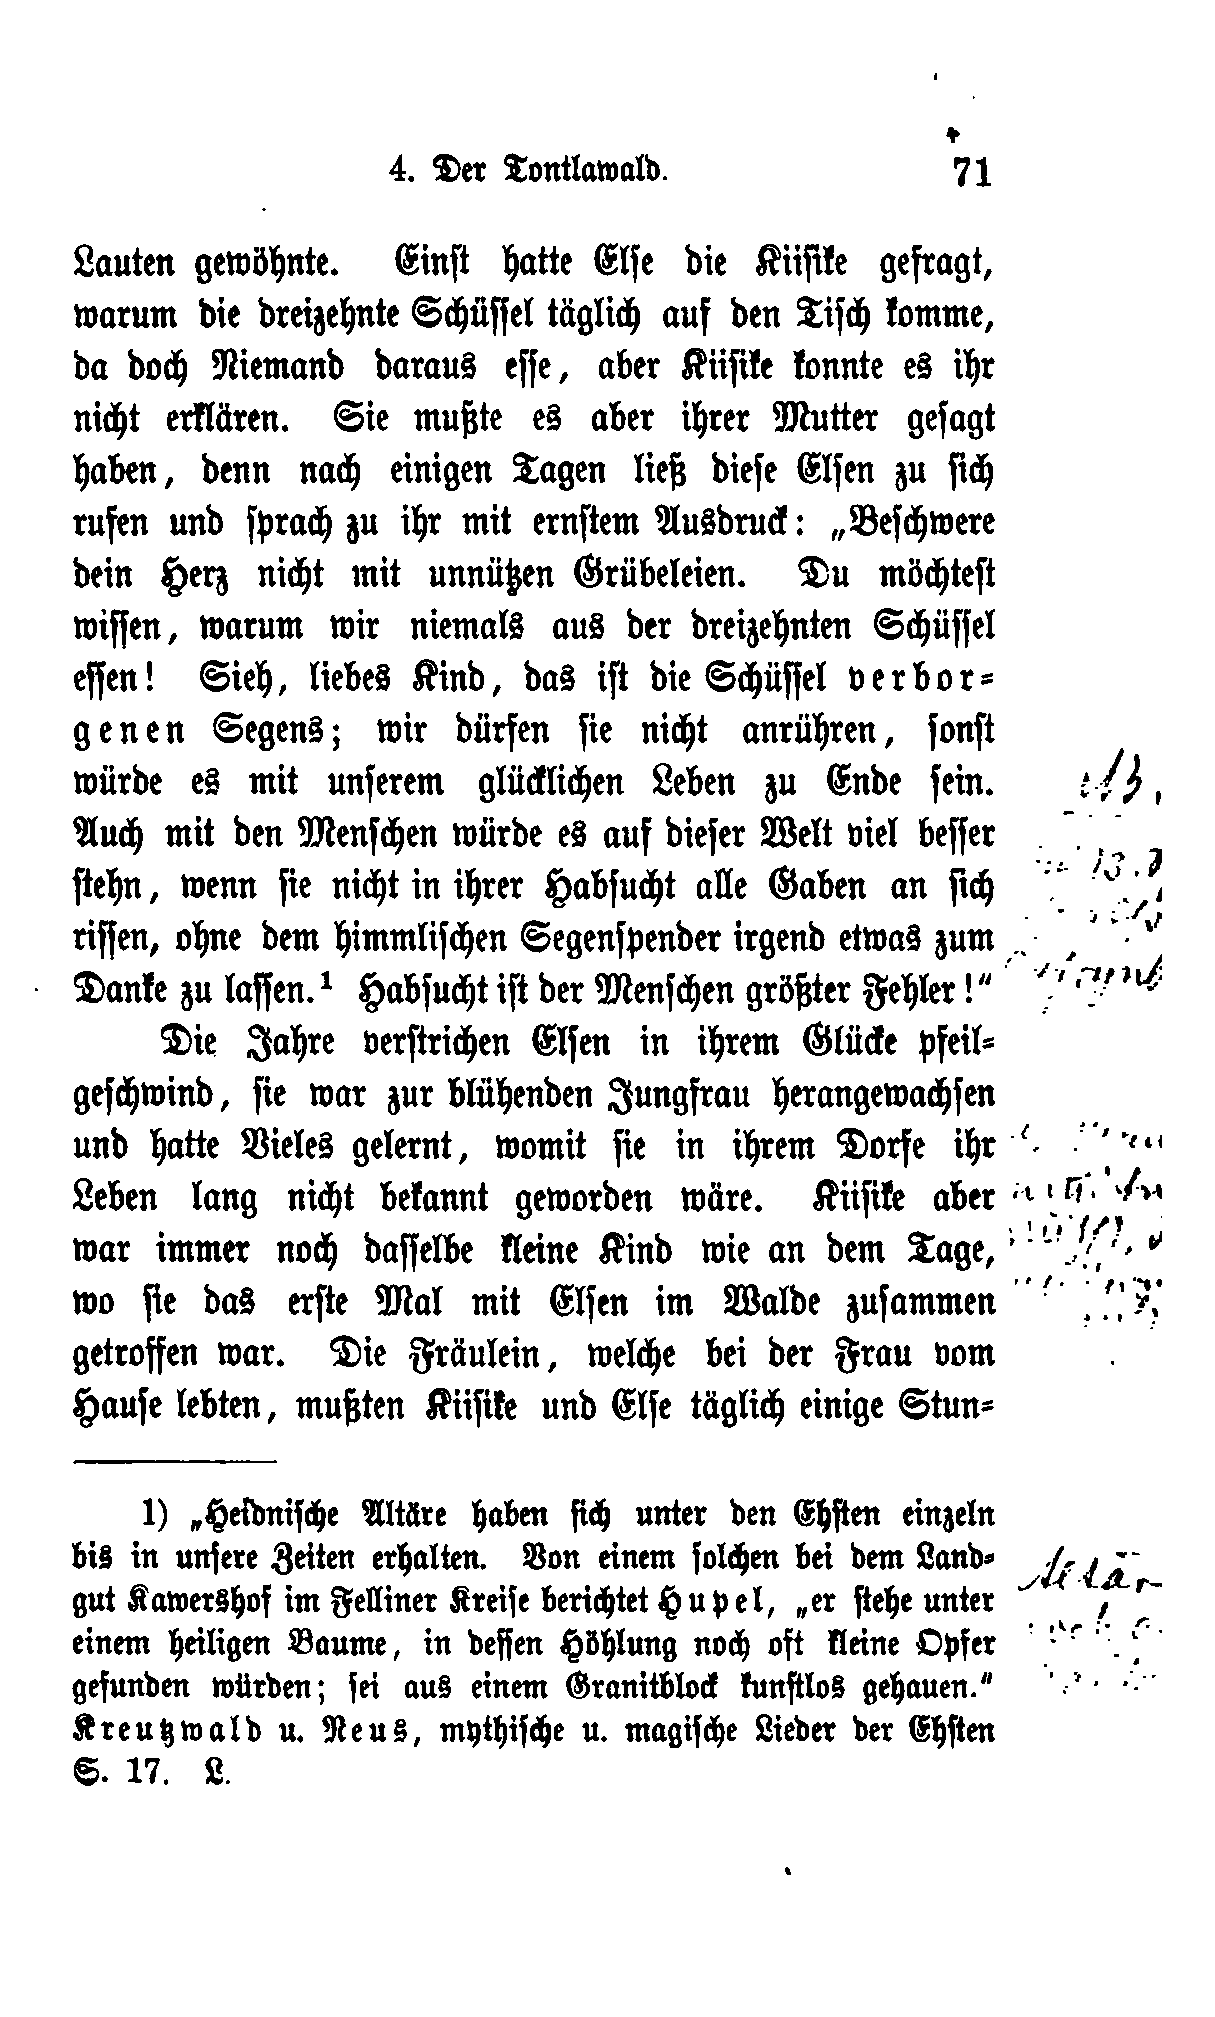 4. Der Tontlawald. 71
Lauten gewöhnte. Einst hatte Else die Kiisike gefragt,
warum die dreizehnte Schüssel täglich auf den Tisch komme,
da doch Niemand daraus esse, aber Kiisike konnte es ihr
nicht erklären. Sie mußte es aber ihrer Mutter gesagt
haben, denn nach einigen Tagen ließ diese Elsen zu sich
rufen und sprach zu ihr mit ernstem Ausdruck: „Beschwere
dein Herz nicht mit unnützen Grübeleien. Du möchtest
wissen, warum wir niemals aus der dreizehnten Schüssel
essen! Sieh, liebes Kind, das ist die Schüssel verbor-
genen Segens; wir dürfen sie nicht anrühren, sonst
würde es mit unserem glücklichen Leben zu Ende sein.
Auch mit den Menschen würde es auf dieser Welt viel besser
stehn, wenn sie nicht in ihrer Habsucht alle Gaben an sich
rissen, ohne dem himmlischen Segenspender irgend etwas zum
Danke zu lassen.¹ Habsucht ist der Menschen größter Fehler!"
Die Jahre verstrichen Elsen in ihrem Glücke pfeil-
geschwind, sie war zur blühenden Jungfrau herangewachsen
und hatte Vieles gelernt, womit sie in ihrem Dorfe ihr
Leben lang nicht bekannt geworden wäre. Kiisike aber
war immer noch dasselbe kleine Kind wie an dem Tage,
wo sie das erste Mal mit Elsen im Walde zusammen
getroffen war. Die Fräulein, welche bei der Frau vom
Hause lebten, mußten Kiisike und Else täglich einige Stun-
1) „Heidnische Altäre haben sich unter den Ehsten einzeln
bis in unsere Zeiten erhalten. Von einem solchen bei dem Land-
gut Kawershof im Felliner Kreise berichtet Hupel, „er stehe unter
einem heiligen Baume, in dessen Höhlung noch oft kleine Opfer
gefunden würden; sei aus einem Granitblock kunstlos gehauen."
Kreutzwald u. Neus, mythische u. magische Lieder der Ehsten
S. 17. L.